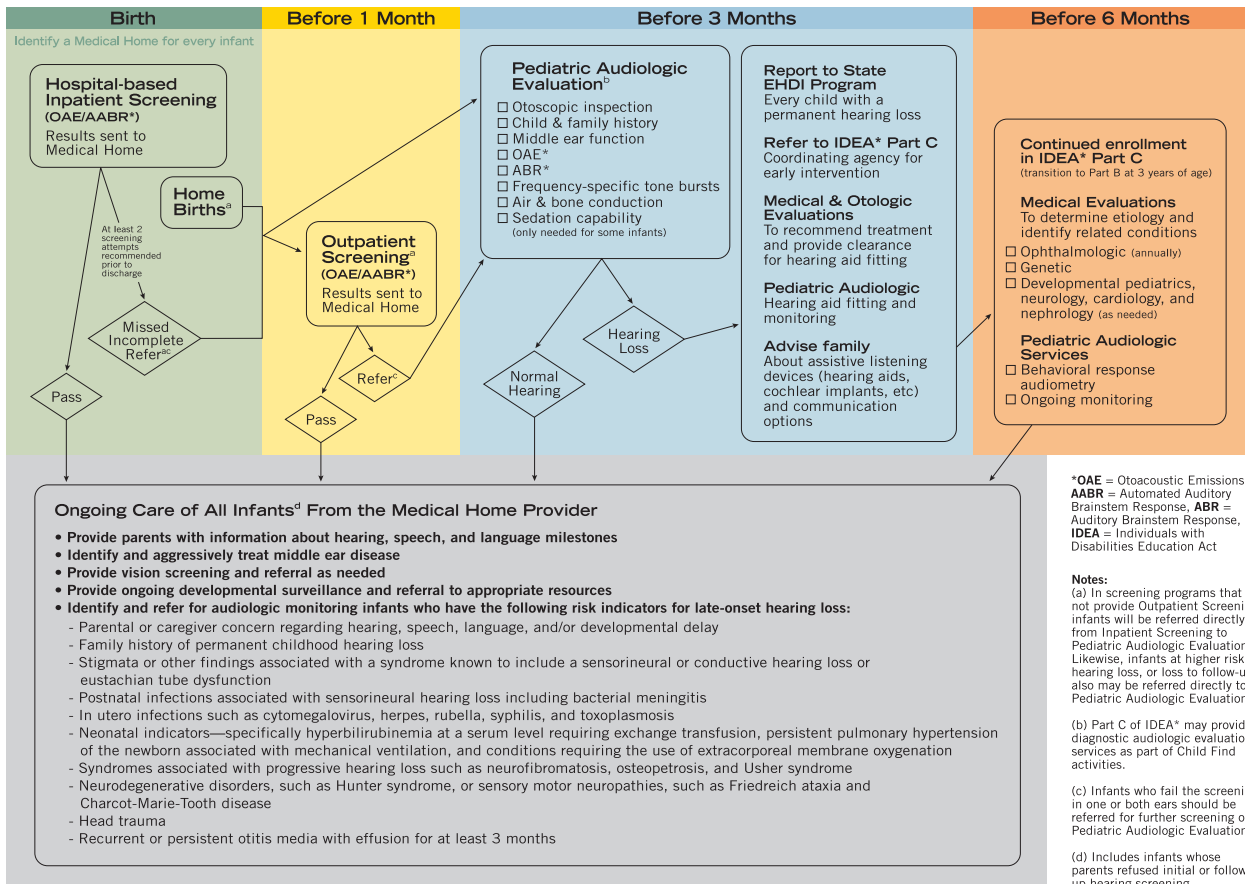 Birth
Identify a Medical Home for every infant
Hospital-based
Inpatient Screening
(OAE/AABR*)
Results sent to
Medical Home
Home
Births^a
At least 2
screening
attempts
recommended
prior to
discharge
Missed
Incomplete
Refer^ac
Pass
Before 1 Month
Outpatient
Screening^a
(OAE/AABR*)
Results sent to
Medical Home
Refer^c
Pass
Before 3 Months
Pediatric Audiologic
Evaluation^b
☐ Otoscopic inspection
☐ Child & family history
☐ Middle ear function
☐ OAE*
☐ ABR*
☐ Frequency-specific tone bursts
☐ Air & bone conduction
☐ Sedation capability
(only needed for some infants)
Hearing
Loss
Normal
Hearing
Report to State
EHDI Program
Every child with a
permanent hearing loss
Refer to IDEA* Part C
Coordinating agency for
early intervention
Medical & Otologic
Evaluations
To recommend treatment
and provide clearance
for hearing aid fitting
Pediatric Audiologic
Hearing aid fitting and
monitoring
Advise family
About assistive listening
devices (hearing aids,
cochlear implants, etc)
and communication
options
Before 6 Months
Continued enrollment
in IDEA* Part C
(transition to Part B at 3 years of age)
Medical Evaluations
To determine etiology and
identify related conditions
☐ Ophthalmologic (annually)
☐ Genetic
☐ Developmental pediatrics,
neurology, cardiology, and
nephrology (as needed)
Pediatric Audiologic
Services
☐ Behavioral response
audiometry
☐ Ongoing monitoring
Ongoing Care of All Infants^d From the Medical Home Provider
• Provide parents with information about hearing, speech, and language milestones
• Identify and aggressively treat middle ear disease
• Provide vision screening and referral as needed
• Provide ongoing developmental surveillance and referral to appropriate resources
• Identify and refer for audiologic monitoring infants who have the following risk indicators for late-onset hearing loss:
- Parental or caregiver concern regarding hearing, speech, language, and/or developmental delay
- Family history of permanent childhood hearing loss
- Stigmata or other findings associated with a syndrome known to include a sensorineural or conductive hearing loss or
eustachian tube dysfunction
- Postnatal infections associated with sensorineural hearing loss including bacterial meningitis
- In utero infections such as cytomegalovirus, herpes, rubella, syphilis, and toxoplasmosis
- Neonatal indicators—specifically hyperbilirubinemia at a serum level requiring exchange transfusion, persistent pulmonary hypertension
of the newborn associated with mechanical ventilation, and conditions requiring the use of extracorporeal membrane oxygenation
- Syndromes associated with progressive hearing loss such as neurofibromatosis, osteopetrosis, and Usher syndrome
- Neurodegenerative disorders, such as Hunter syndrome, or sensory motor neuropathies, such as Friedreich ataxia and
Charcot-Marie-Tooth disease
- Head trauma
- Recurrent or persistent otitis media with effusion for at least 3 months
*OAE = Otoacoustic Emissions
AABR = Automated Auditory
Brainstem Response, ABR =
Auditory Brainstem Response,
IDEA = Individuals with
Disabilities Education Act
Notes:
(a) In screening programs that
not provide Outpatient
infants will be referred directly
from Inpatient Screening to
Pediatric Audiologic Evaluation
Likewise, infants at higher risk
hearing loss, or loss to
also may be referred directly to
Pediatric Audiologic Evaluation
(b) Part C of IDEA* may
diagnostic audiologic
services as part of Child Find
activities.
(c) Infants who fail the
in one or both ears should be
referred for further screening
Pediatric Audiologic Evaluation
(d) Includes infants whose
parents refused initial or
up hearing screening